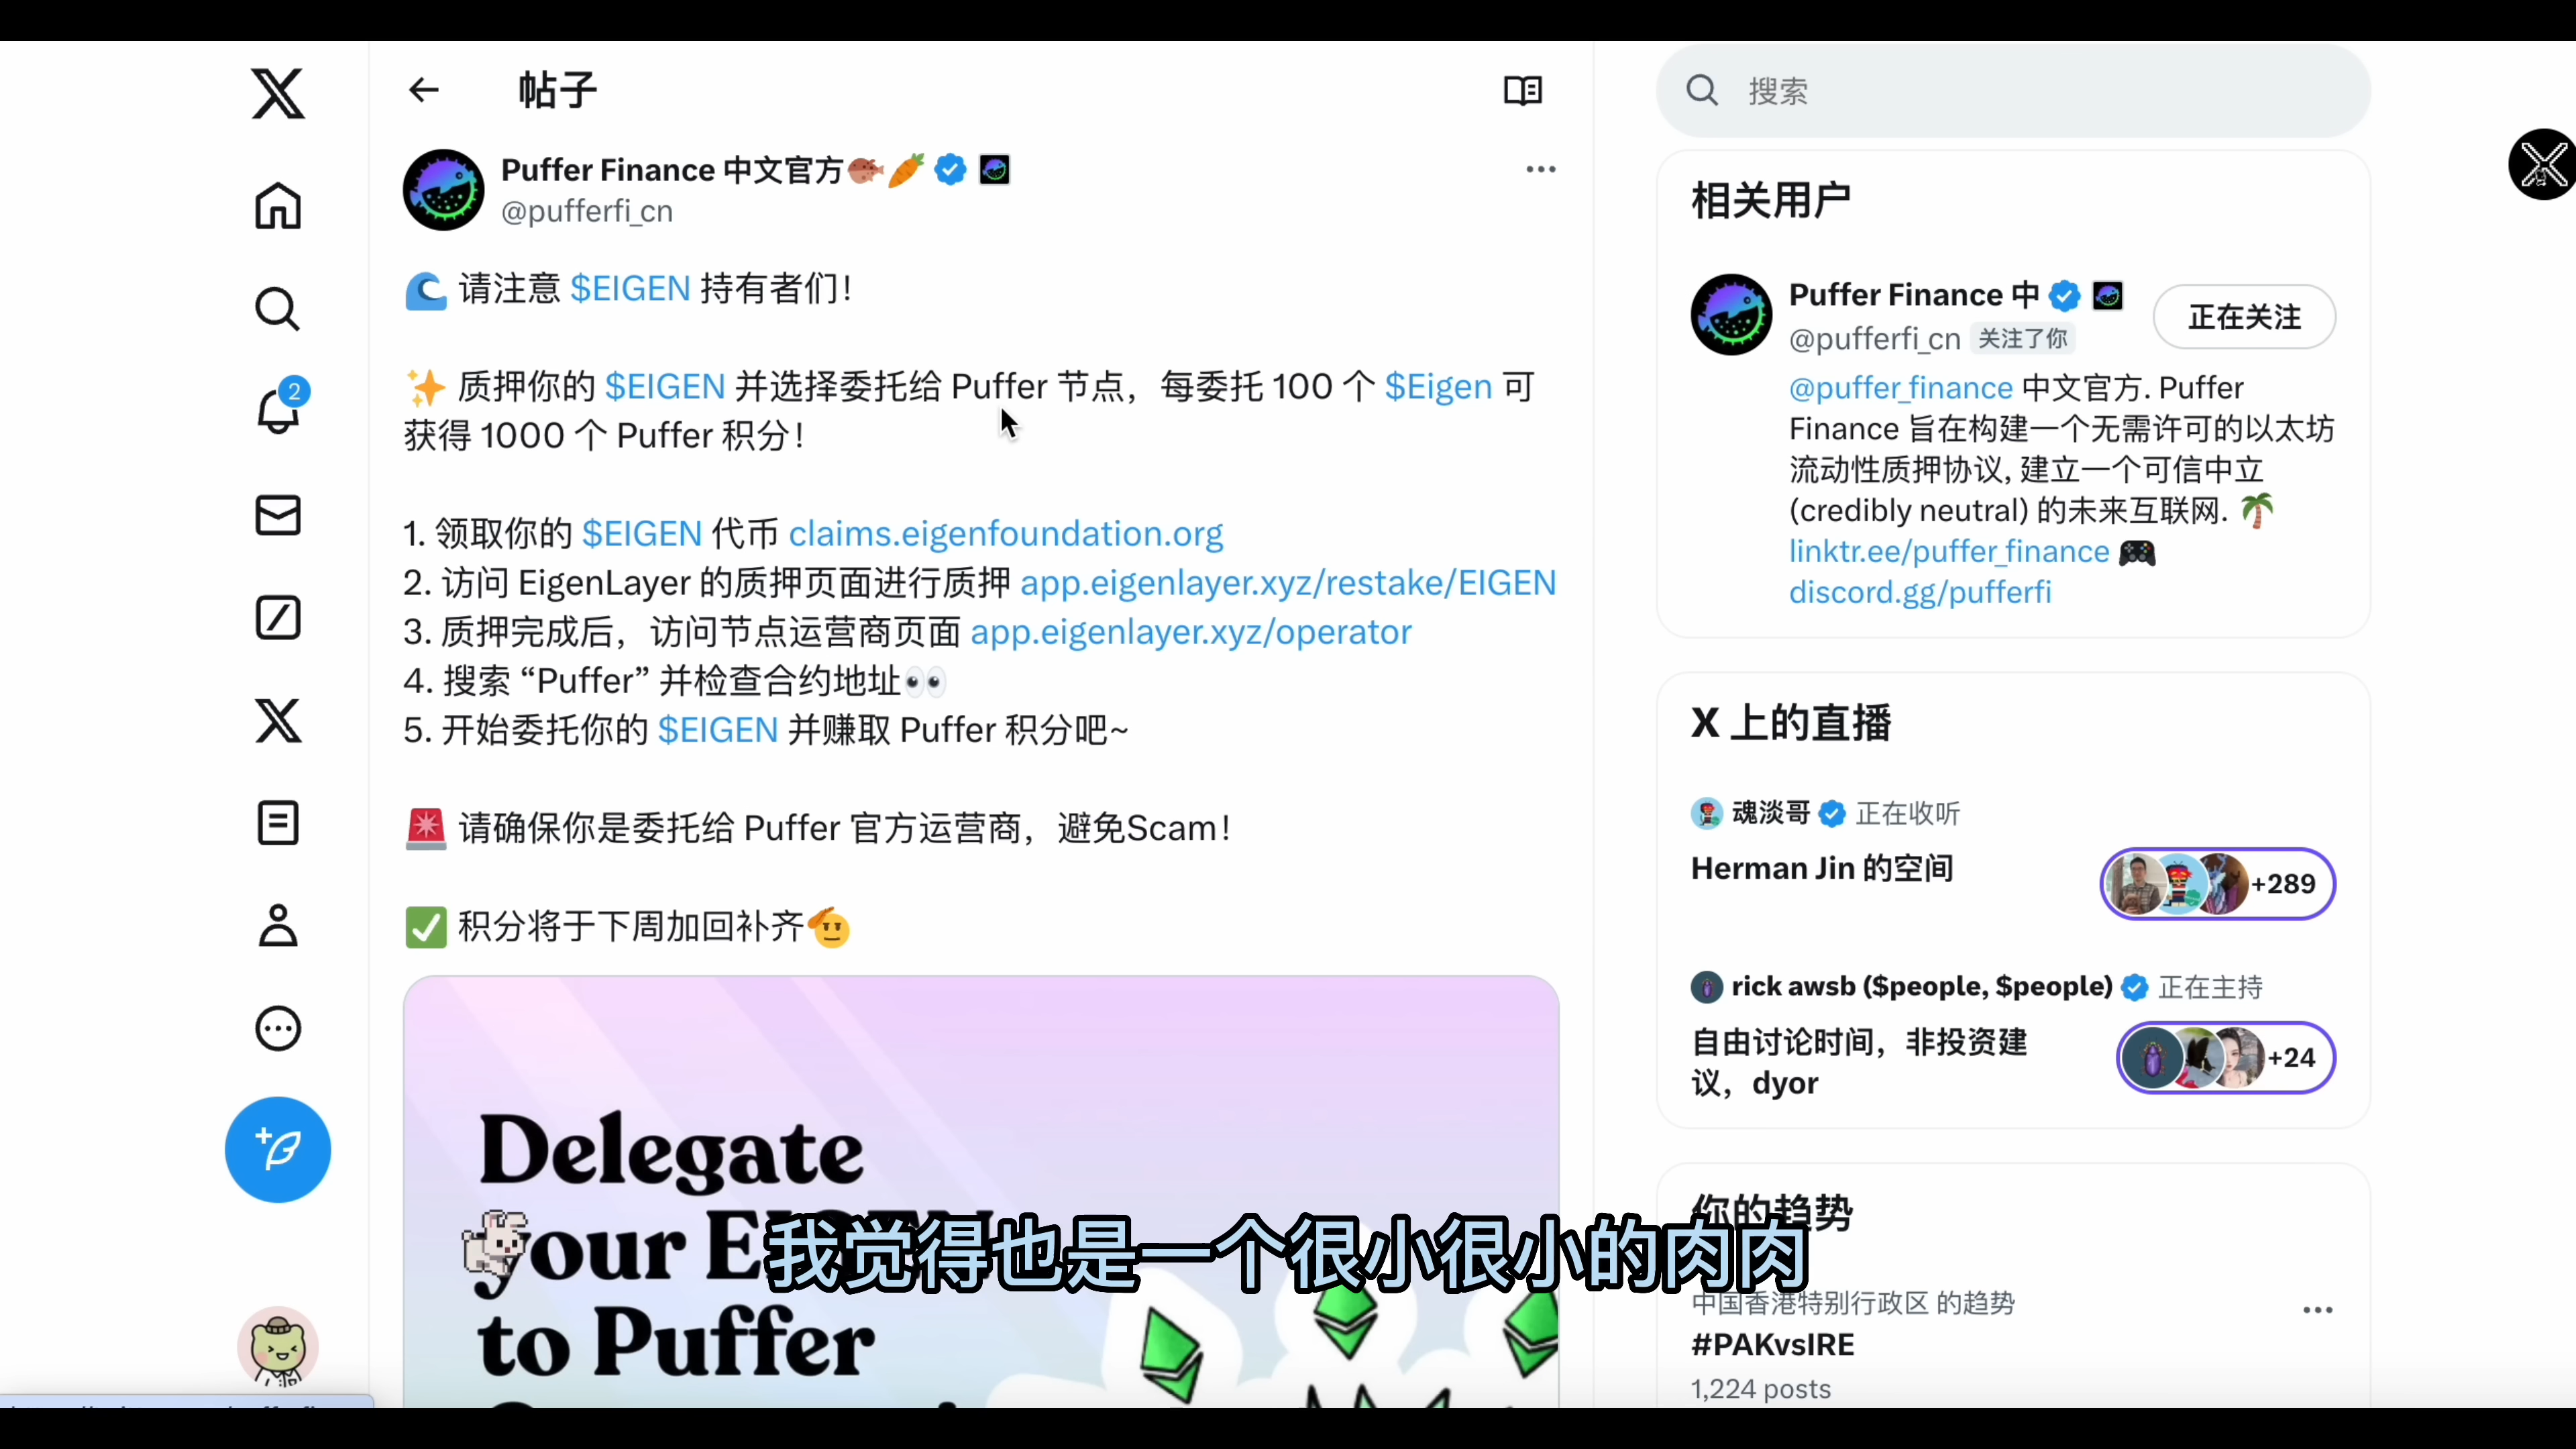 帖子
Puffer Finance 中文官方🐡🥕
@pufferfi_cn
🌊 请注意 $EIGEN 持有者们！
✨ 质押你的 $EIGEN 并选择委托给 Puffer 节点，每委托 100 个 $Eigen 可
获得 1000 个 Puffer 积分！
1. 领取你的 $EIGEN 代币 claims.eigenfoundation.org
2. 访问 EigenLayer 的质押页面进行质押 app.eigenlayer.xyz/restake/EIGEN
3. 质押完成后，访问节点运营商页面 app.eigenlayer.xyz/operator
4. 搜索 “Puffer” 并检查合约地址👀
5. 开始委托你的 $EIGEN 并赚取 Puffer 积分吧~
🚨 请确保你是委托给 Puffer 官方运营商，避免Scam！
✅ 积分将于下周加回补齐🫡
Delegate
your
to Puffer
我觉得也是一个很小很小的肉肉
2
搜索
相关用户
Puffer Finance 中
@pufferfi_cn 关注了你
正在关注
@puffer_finance 中文官方. Puffer
Finance 旨在构建一个无需许可的以太坊
流动性质押协议, 建立一个可信中立
(credibly neutral) 的未来互联网. 🌴
linktr.ee/puffer_finance 🎮
discord.gg/pufferfi
X 上的直播
魂淡哥 正在收听
Herman Jin 的空间
+289
rick awsb ($people, $people) 正在主持
自由讨论时间，非投资建
议，dyor
+24
你的趋势
中国香港特别行政区 的趋势
#PAKvsIRE
1,224 posts